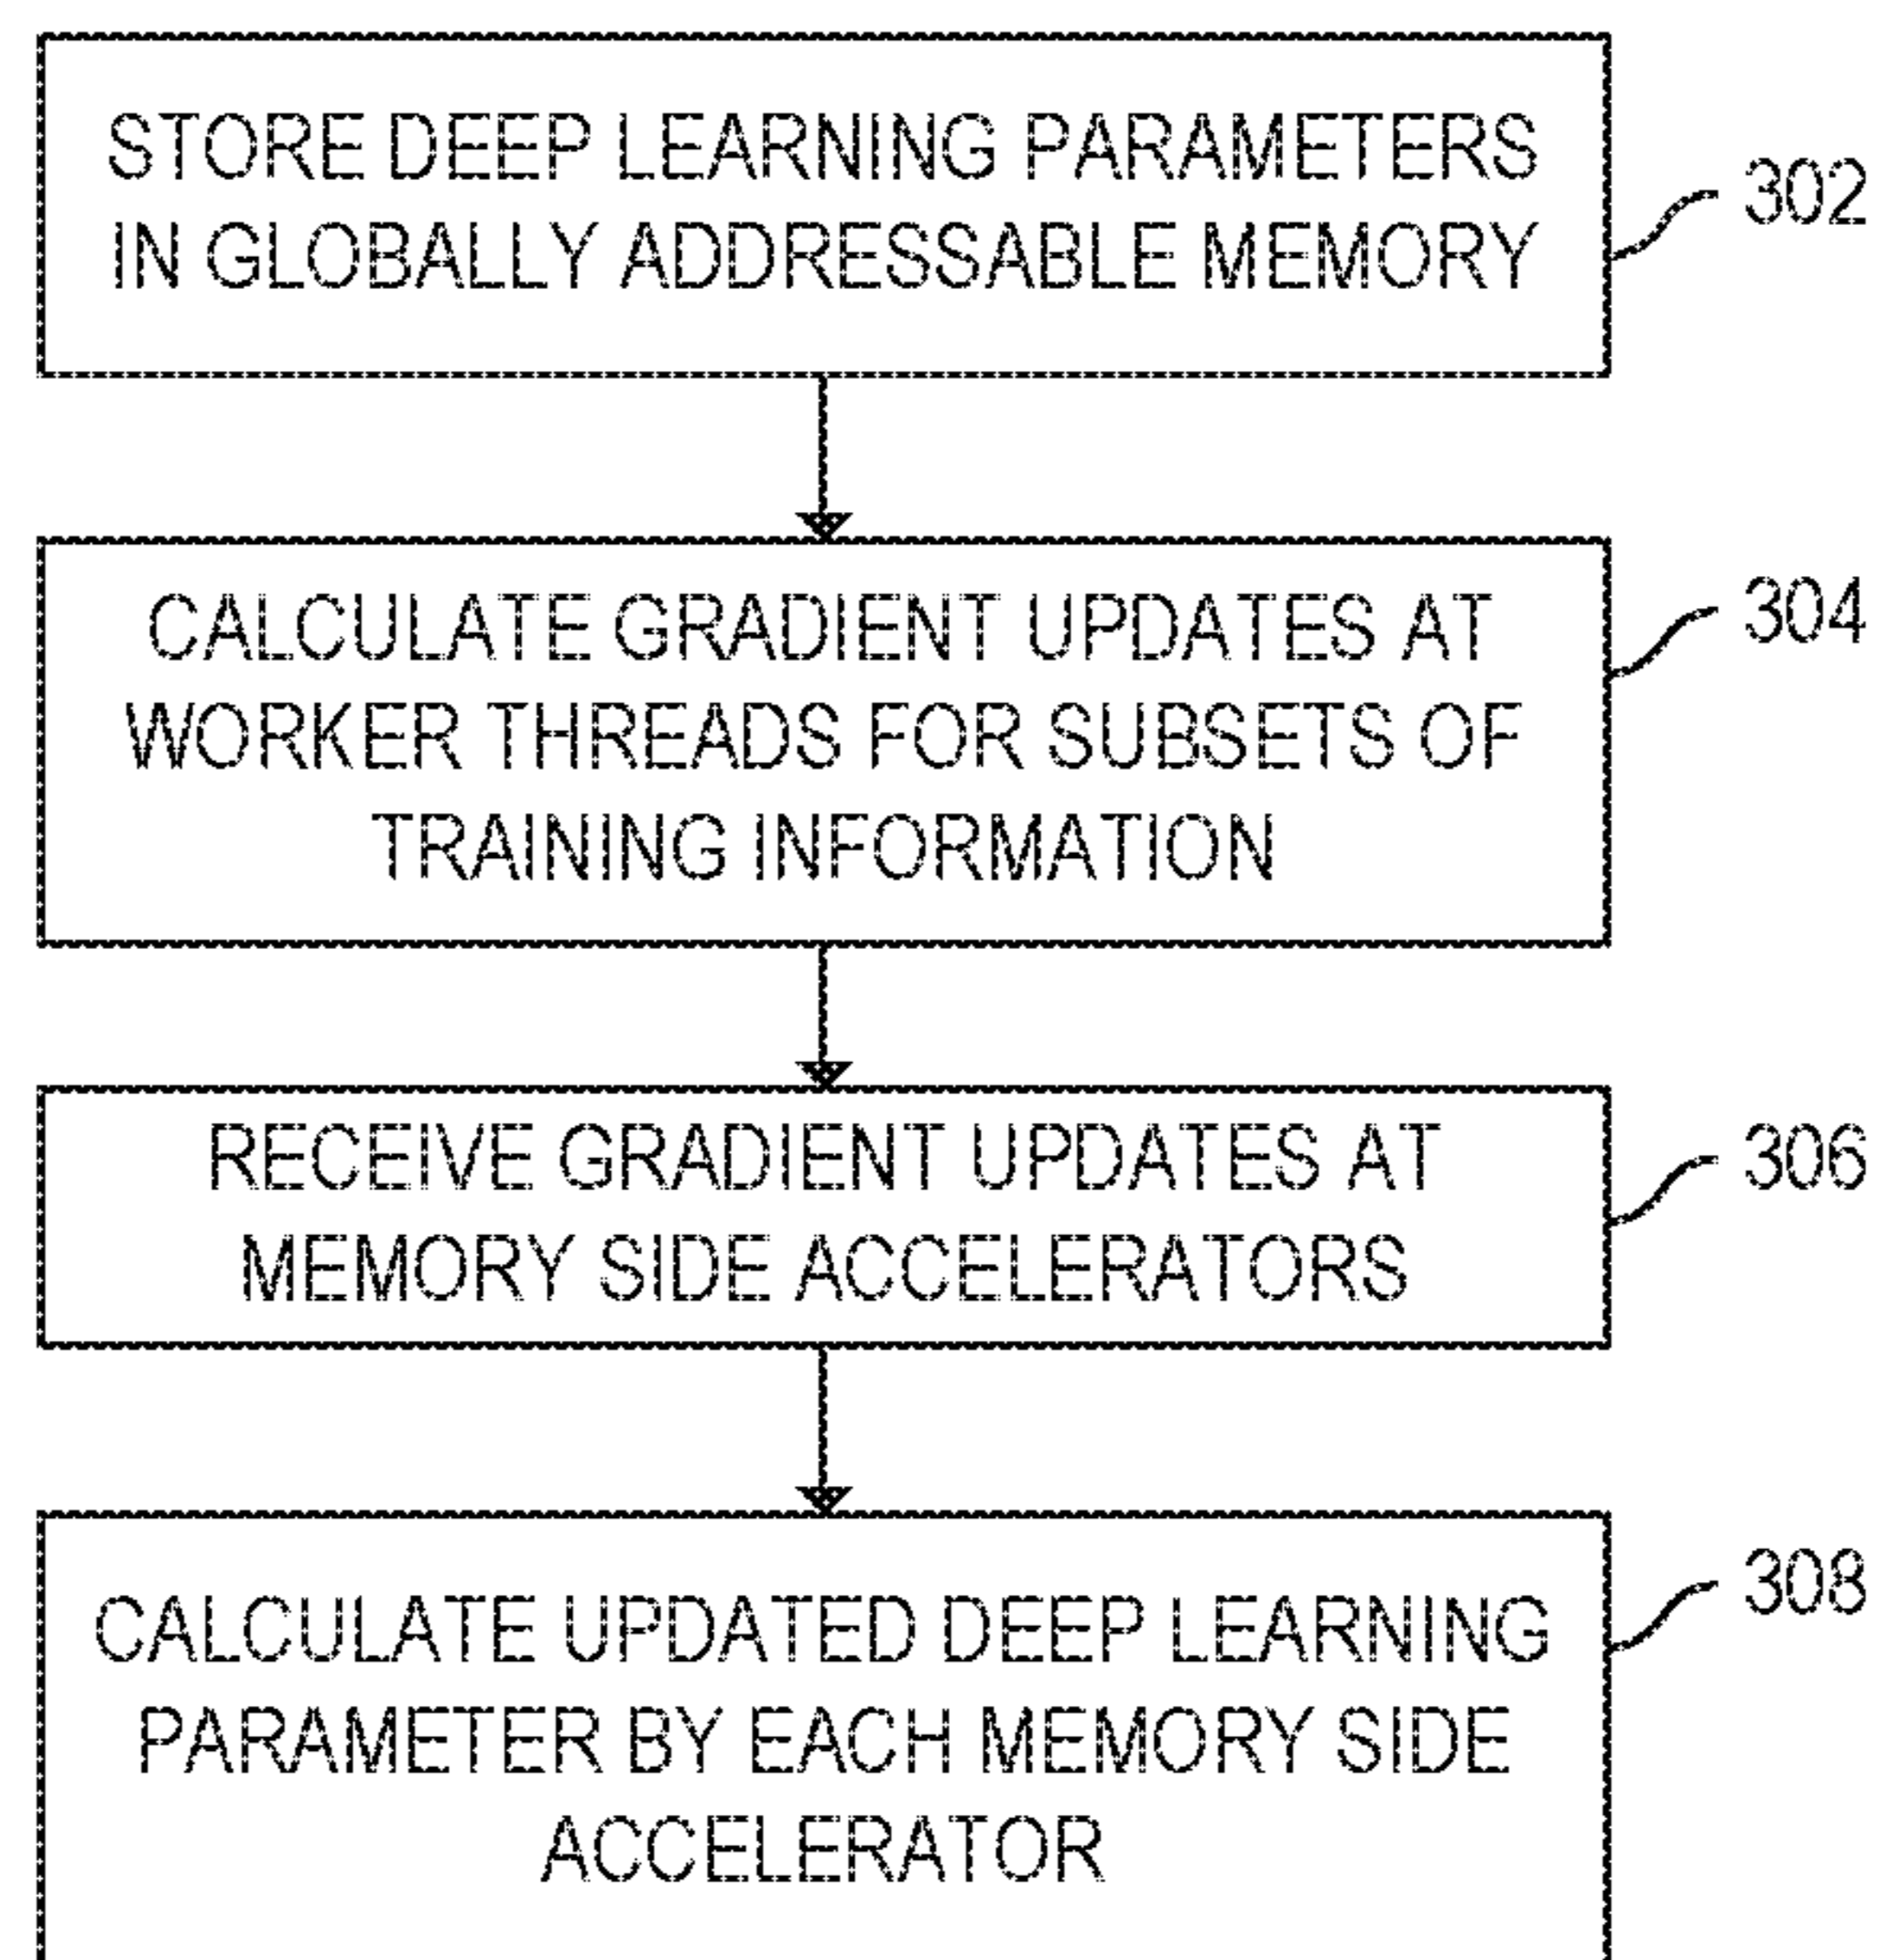 STORE DEEP LEARNING PARAMETERS
IN GLOBALLY ADDRESSABLE MEMORY
302
CALCULATE GRADIENT UPDATES AT
WORKER THREADS FOR SUBSETS OF
TRAINING INFORMATION
304
RECEIVE GRADIENT UPDATES AT
MEMORY SIDE ACCELERATORS
306
CALCULATE UPDATED DEEP LEARNING
PARAMETER BY EACH MEMORY SIDE
ACCELERATOR
308